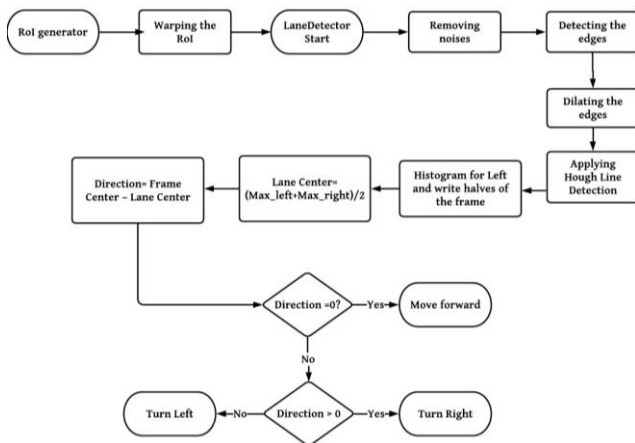 RoI generator
Warping the
RoI
LaneDetector
Start
Removing
noises
Detecting the
edges
Dilating the
edges
Applying
Hough Line
Detection
Histogram for Left
and write halves of
the frame
Lane Center=
(Max_left+Max_right)/2
Direction= Frame
Center – Lane Center
Direction =0?
Yes
Move forward
No
Direction > 0
No
Turn Left
Yes
Turn Right